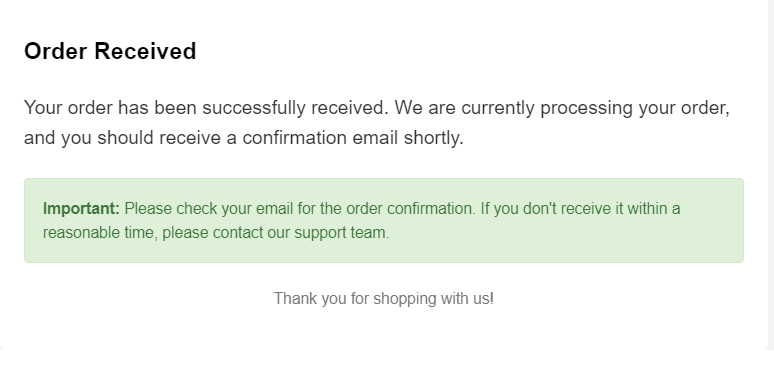 Order Received
Your order has been successfully received. We are currently processing your order,
and you should receive a confirmation email shortly.
Important: Please check your email for the order confirmation. If you don't receive it within a
reasonable time, please contact our support team.
Thank you for shopping with us!